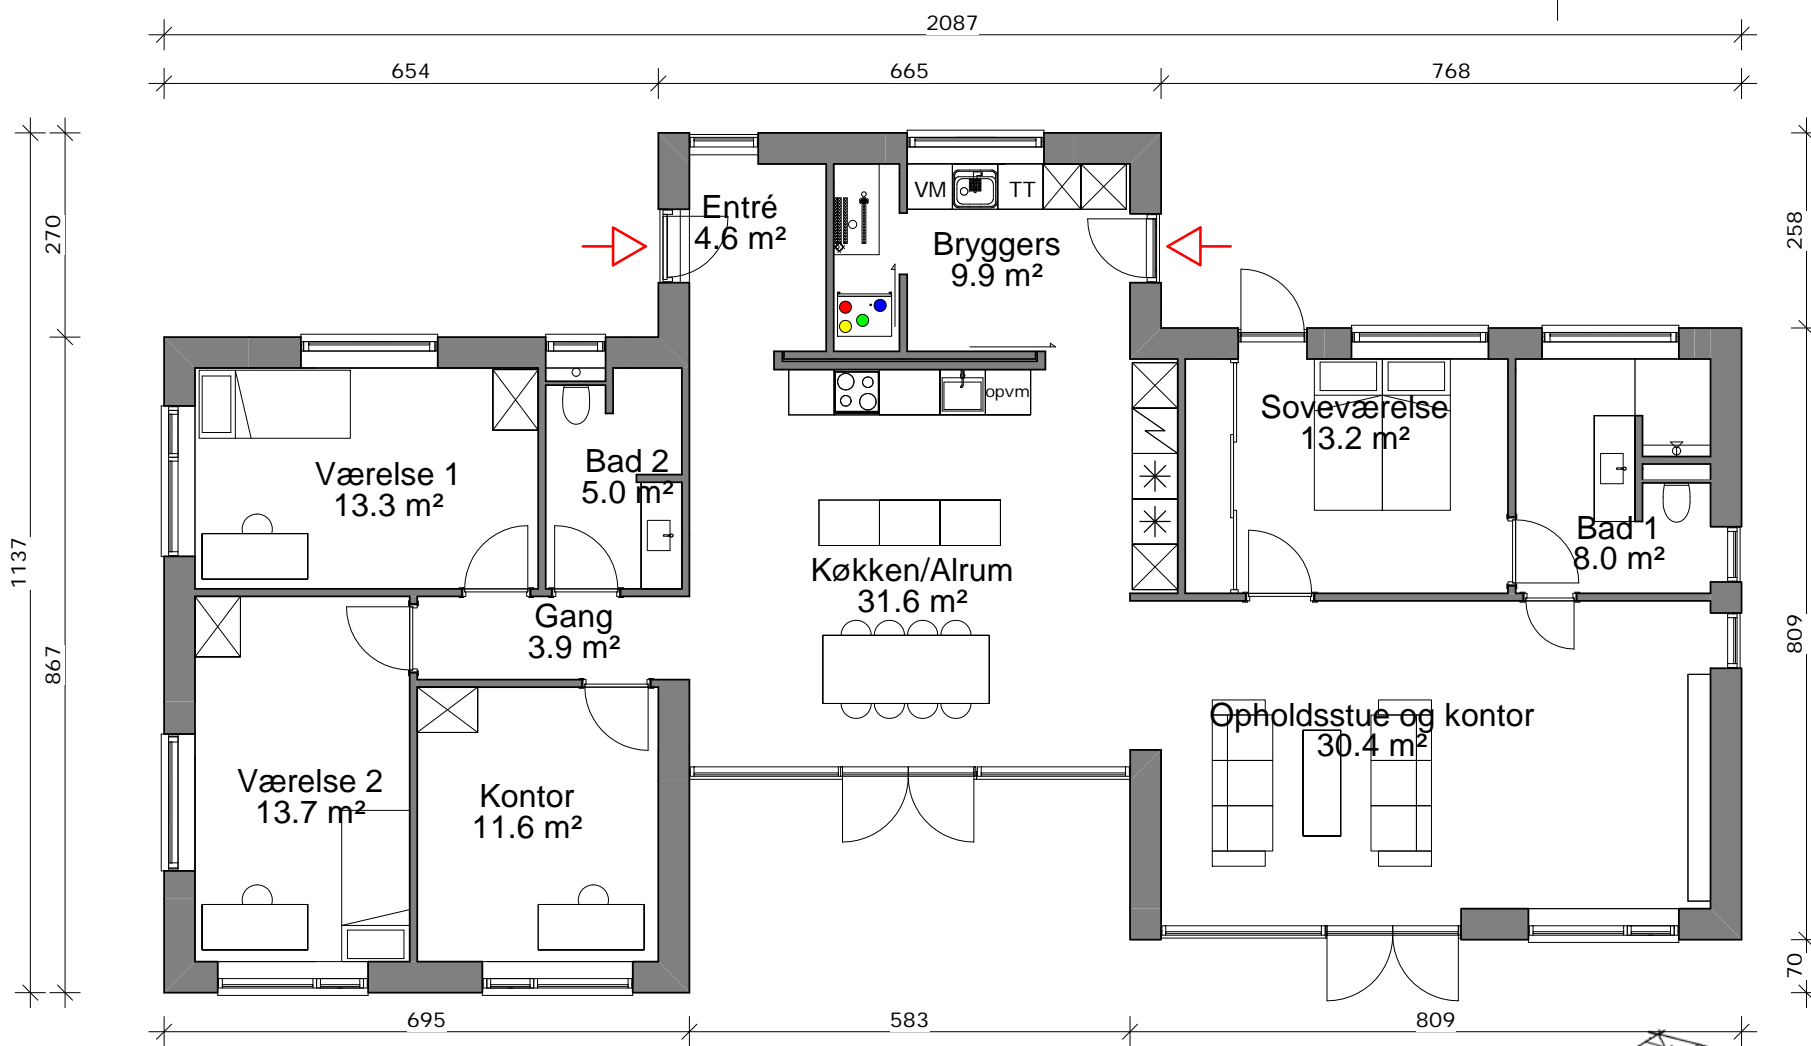 2087
654
665
768
270
258
1137
867
809
70
Entré
4.6 m²
VM
TT
Bryggers
9.9 m²
opvm
Værelse 1
13.3 m²
Bad 2
5.0 m²
Soveværelse
13.2 m²
Bad 1
8.0 m²
Køkken/Alrum
31.6 m²
Gang
3.9 m²
Opholdsstue og kontor
30.4 m²
Værelse 2
13.7 m²
Kontor
11.6 m²
695
583
809